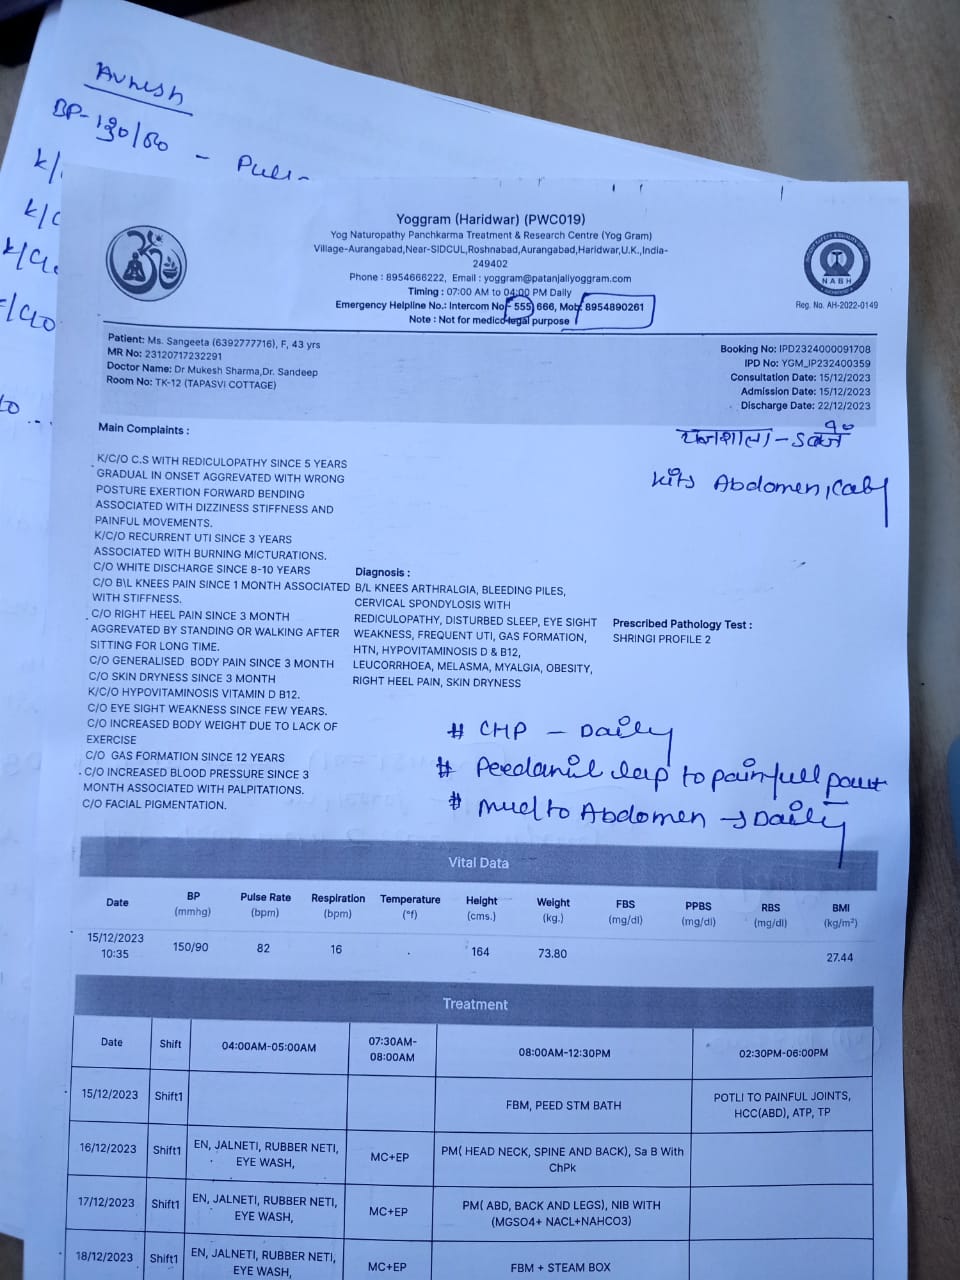 Avnesh
BP-130/80 - Puls-
k/
k/c
k/c/o
c/o
Yoggram (Haridwar) (PWC019)
Yog Naturopathy Panchkarma Treatment & Research Centre (Yog Gram)
Village-Aurangabad,Near-SIDCUL,Roshnabad,Aurangabad,Haridwar,U.K.,India-
249402
Phone : 8954666222, Email : yoggram@patanjaliyoggram.com
Timing : 07:00 AM to 04:00 PM Daily
Emergency Helpline No.: Intercom No.- 555, 666, Mob: 8954890261
Note : Not for medico-legal purpose
NABH
Reg. No. AH-2022-0149
Patient: Ms. Sangeeta (6392777716), F, 43 yrs
MR No: 23120717232291
Doctor Name: Dr Mukesh Sharma,Dr. Sandeep
Room No: TK-12 (TAPASVI COTTAGE)
Booking No: IPD2324000091708
IPD No: YGM_IP232400359
Consultation Date: 15/12/2023
Admission Date: 15/12/2023
Discharge Date: 22/12/2023
यज्ञशाला-
Kits Abdomen,
Main Complaints :
K/C/O C.S WITH REDICULOPATHY SINCE 5 YEARS
GRADUAL IN ONSET AGGREVATED WITH WRONG
POSTURE EXERTION FORWARD BENDING
ASSOCIATED WITH DIZZINESS STIFFNESS AND
PAINFUL MOVEMENTS.
K/C/O RECURRENT UTI SINCE 3 YEARS
ASSOCIATED WITH BURNING MICTURATIONS.
C/O WHITE DISCHARGE SINCE 8-10 YEARS
C/O B\L KNEES PAIN SINCE 1 MONTH ASSOCIATED
WITH STIFFNESS.
C/O RIGHT HEEL PAIN SINCE 3 MONTH
AGGREVATED BY STANDING OR WALKING AFTER
SITTING FOR LONG TIME.
C/O GENERALISED BODY PAIN SINCE 3 MONTH
C/O SKIN DRYNESS SINCE 3 MONTH
K/C/O HYPOVITAMINOSIS VITAMIN D B12.
C/O EYE SIGHT WEAKNESS SINCE FEW YEARS.
C/O INCREASED BODY WEIGHT DUE TO LACK OF
EXERCISE
C/O GAS FORMATION SINCE 12 YEARS
C/O INCREASED BLOOD PRESSURE SINCE 3
MONTH ASSOCIATED WITH PALPITATIONS.
C/O FACIAL PIGMENTATION.
Diagnosis :
B/L KNEES ARTHRALGIA, BLEEDING PILES,
CERVICAL SPONDYLOSIS WITH
REDICULOPATHY, DISTURBED SLEEP, EYE SIGHT
WEAKNESS, FREQUENT UTI, GAS FORMATION,
HTN, HYPOVITAMINOSIS D & B12,
LEUCORRHOEA, MELASMA, MYALGIA, OBESITY,
RIGHT HEEL PAIN, SKIN DRYNESS
Prescribed Pathology Test :
SHRINGI PROFILE 2
# CHP - Daily
# Peedanil lep to painfull part
# mud to Abdomen → Daily
Vital Data
Date BP (mmhg) Pulse Rate (bpm) Respiration (bpm) Temperature (°f) Height (cms.) Weight (kg.) FBS (mg/dl) PPBS (mg/dl) RBS (mg/dl) BMI (kg/m²)
15/12/2023 10:35 150/90 82 16 . 164 73.80 27.44
Treatment
Date Shift 04:00AM-05:00AM 07:30AM-08:00AM 08:00AM-12:30PM 02:30PM-06:00PM
15/12/2023 Shift1 FBM, PEED STM BATH POTLI TO PAINFUL JOINTS, HCC(ABD), ATP, TP
16/12/2023 Shift1 EN, JALNETI, RUBBER NETI, EYE WASH, MC+EP PM( HEAD NECK, SPINE AND BACK), Sa B With ChPk
17/12/2023 Shift1 EN, JALNETI, RUBBER NETI, EYE WASH, MC+EP PM( ABD, BACK AND LEGS), NIB WITH (MGSO4+ NACL+NAHCO3)
18/12/2023 Shift1 EN, JALNETI, RUBBER NETI, EYE WASH, MC+EP FBM + STEAM BOX